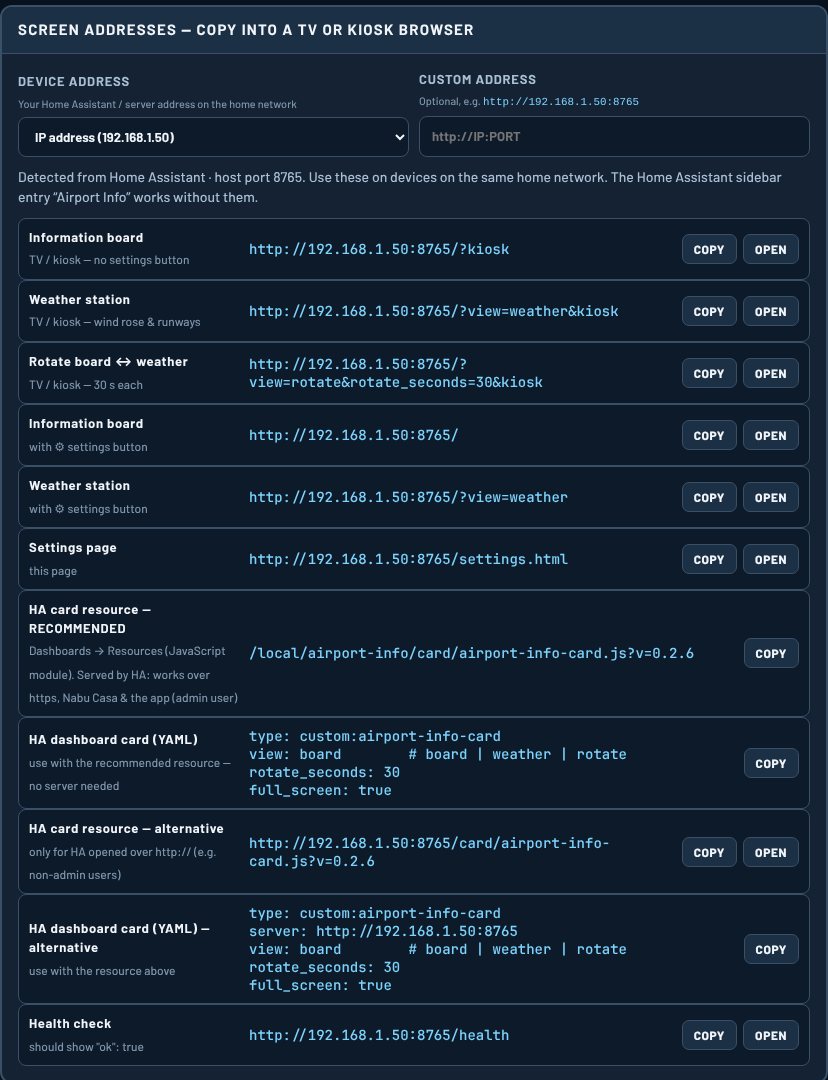 SCREEN ADDRESSES — COPY INTO A TV OR KIOSK BROWSER
DEVICE ADDRESS
Your Home Assistant / server address on the home network
IP address (192.168.1.50)
CUSTOM ADDRESS
Optional, e.g. http://192.168.1.50:8765
http://IP:PORT
Detected from Home Assistant · host port 8765. Use these on devices on the same home network. The Home Assistant sidebar
entry “Airport Info” works without them.
Information board
TV / kiosk — no settings button
http://192.168.1.50:8765/?kiosk
COPY
OPEN
Weather station
TV / kiosk — wind rose & runways
http://192.168.1.50:8765/?view=weather&kiosk
COPY
OPEN
Rotate board ↔ weather
TV / kiosk — 30 s each
http://192.168.1.50:8765/?
view=rotate&rotate_seconds=30&kiosk
COPY
OPEN
Information board
with ⚙ settings button
http://192.168.1.50:8765/
COPY
OPEN
Weather station
with ⚙ settings button
http://192.168.1.50:8765/?view=weather
COPY
OPEN
Settings page
this page
http://192.168.1.50:8765/settings.html
COPY
OPEN
HA card resource —
RECOMMENDED
Dashboards → Resources (JavaScript
module). Served by HA: works over
https, Nabu Casa & the app (admin user)
/local/airport-info/card/airport-info-card.js?v=0.2.6
COPY
HA dashboard card (YAML)
use with the recommended resource —
no server needed
type: custom:airport-info-card
view: board        # board | weather | rotate
rotate_seconds: 30
full_screen: true
COPY
HA card resource — alternative
only for HA opened over http:// (e.g.
non-admin users)
http://192.168.1.50:8765/card/airport-info-
card.js?v=0.2.6
COPY
OPEN
HA dashboard card (YAML) —
alternative
use with the resource above
type: custom:airport-info-card
server: http://192.168.1.50:8765
view: board        # board | weather | rotate
rotate_seconds: 30
full_screen: true
COPY
Health check
should show "ok": true
http://192.168.1.50:8765/health
COPY
OPEN